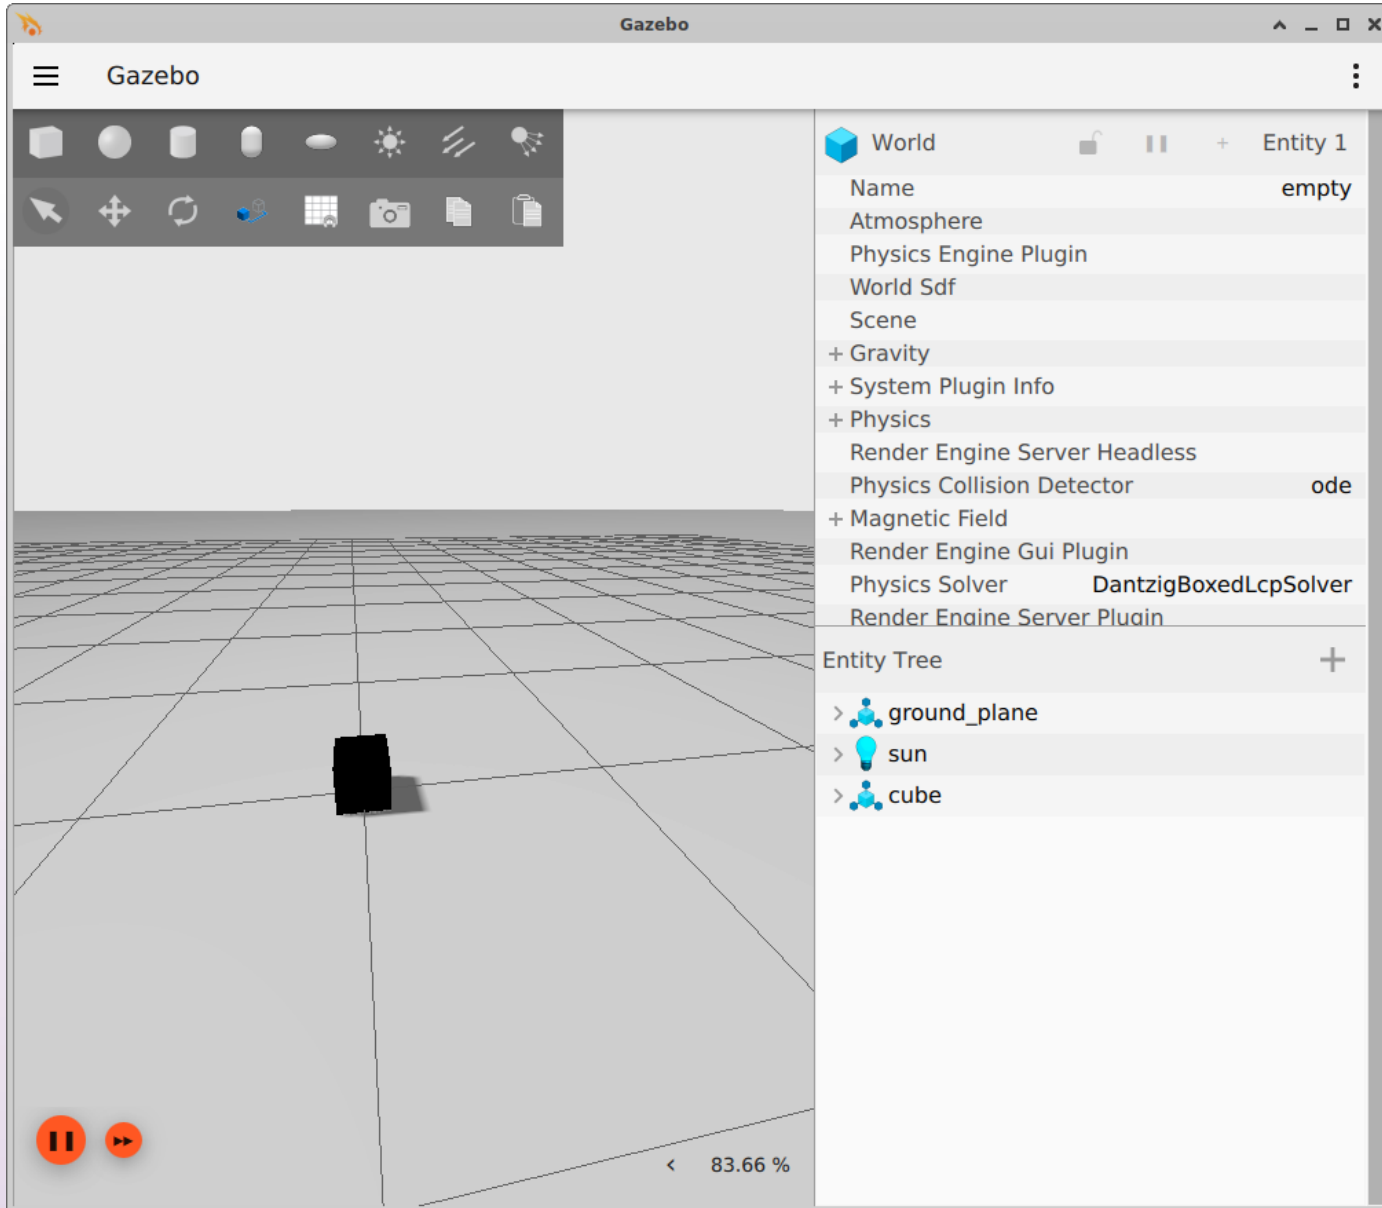 Gazebo
Gazebo
World + Entity 1
Name empty
Atmosphere
Physics Engine Plugin
World Sdf
Scene
+ Gravity
+ System Plugin Info
+ Physics
Render Engine Server Headless
Physics Collision Detector ode
+ Magnetic Field
Render Engine Gui Plugin
Physics Solver DantzigBoxedLcpSolver
Render Engine Server Plugin
Entity Tree +
> ground_plane
> sun
> cube
< 83.66 %